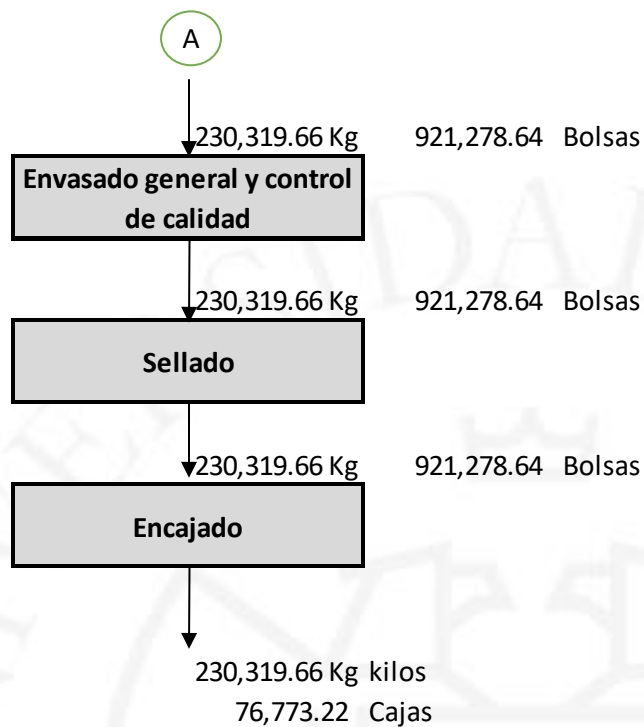 A
230,319.66 Kg 921,278.64 Bolsas
Envasado general y control
de calidad
230,319.66 Kg 921,278.64 Bolsas
Sellado
230,319.66 Kg 921,278.64 Bolsas
Encajado
230,319.66 Kg kilos
76,773.22 Cajas